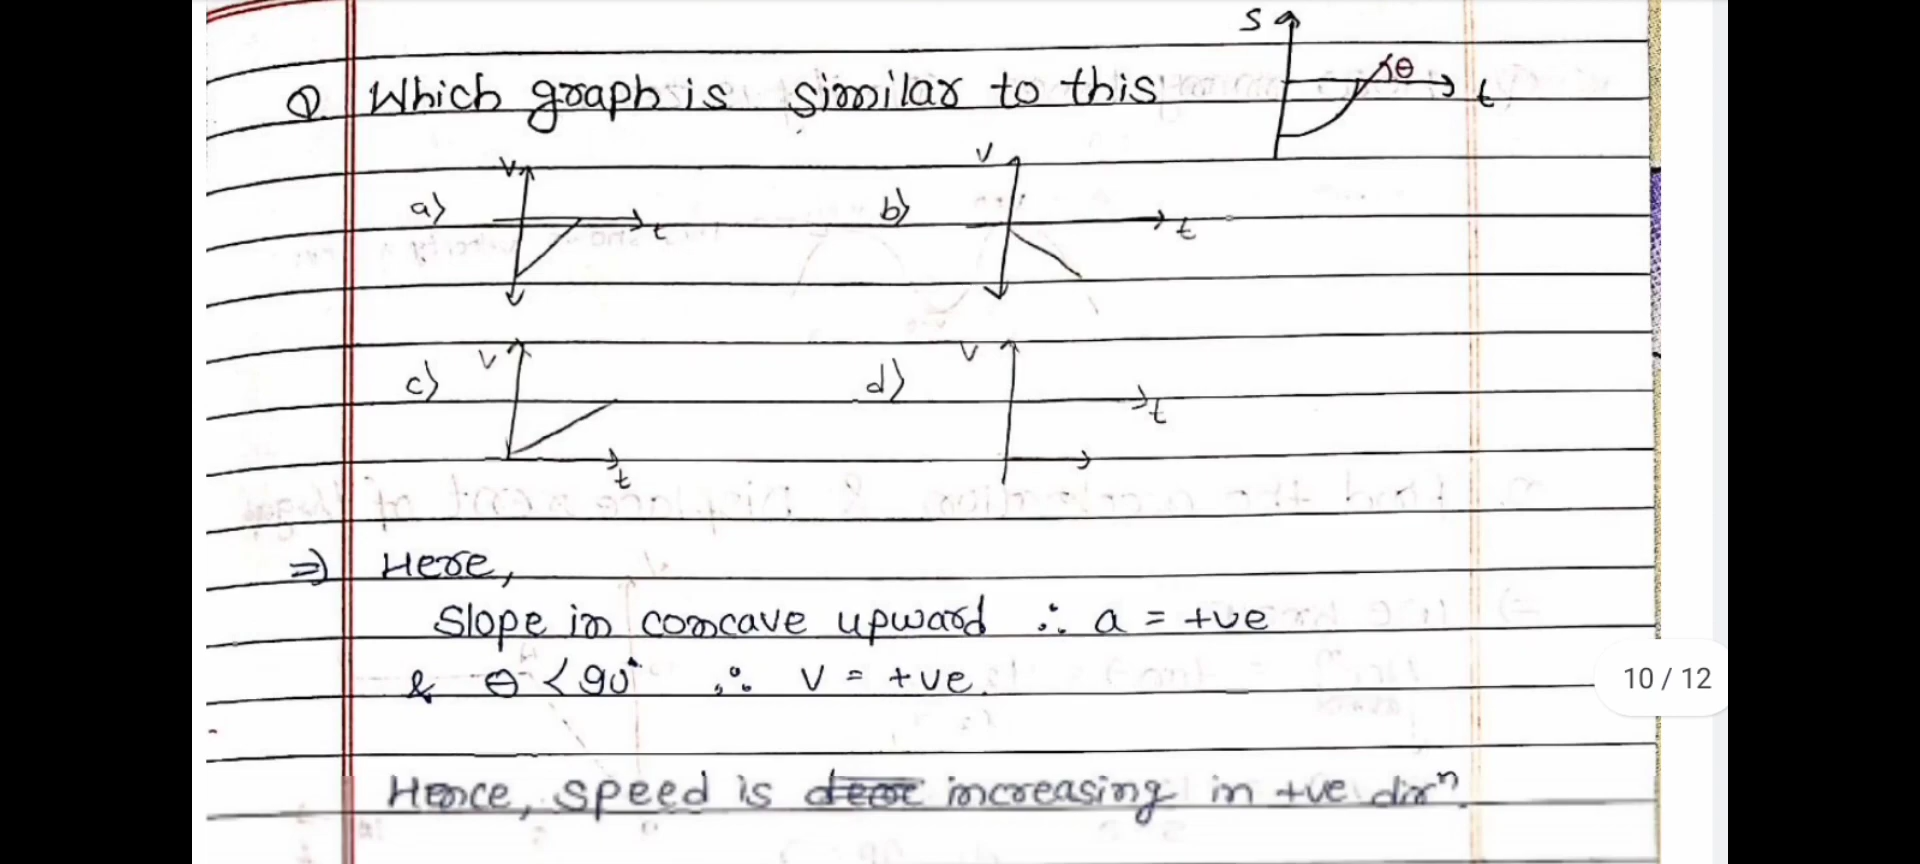 S
θ
Q. Which graph is similar to this
t
V
V
a)
t
b)
t
V
V
c)
d)
t
t
⇒) Here,
Slope in concave upward ∴ a = +ve
& θ < 90° ∴ V = +ve.
10 / 12
Hence, speed is increasing in +ve dirⁿ.